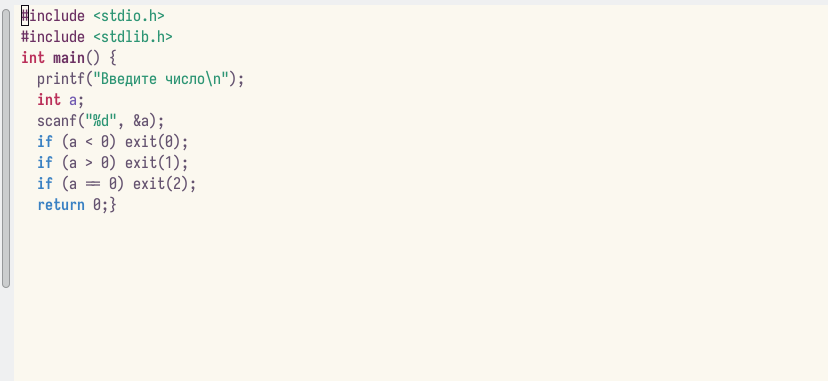 #include <stdio.h>
#include <stdlib.h>
int main() {
  printf("Введите число\n");
  int a;
  scanf("%d", &a);
  if (a < 0) exit(0);
  if (a > 0) exit(1);
  if (a == 0) exit(2);
  return 0;}